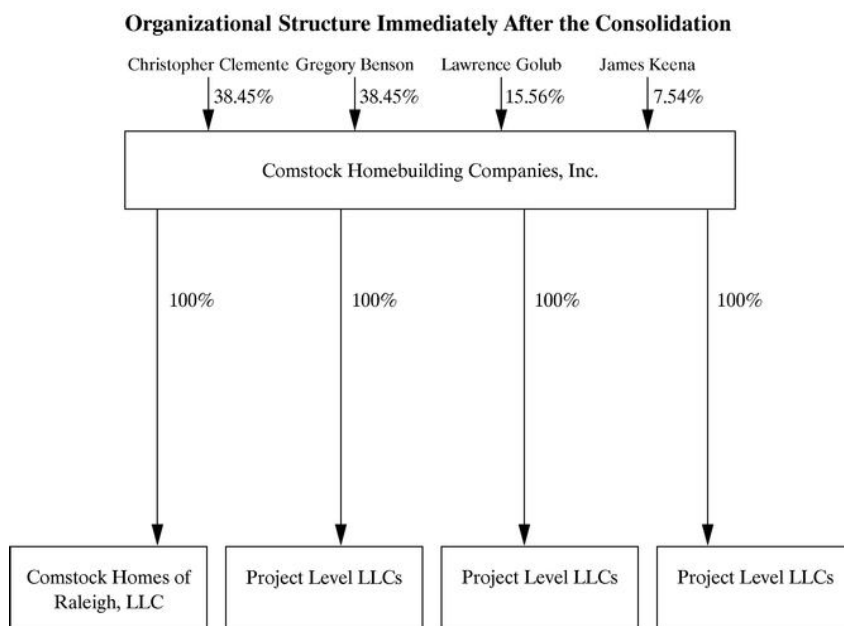 Organizational Structure Immediately After the Consolidation
Christopher Clemente Gregory Benson Lawrence Golub James Keena
38.45% 38.45% 15.56% 7.54%
Comstock Homebuilding Companies, Inc.
100% 100% 100% 100%
Comstock Homes of
Raleigh, LLC
Project Level LLCs
Project Level LLCs
Project Level LLCs